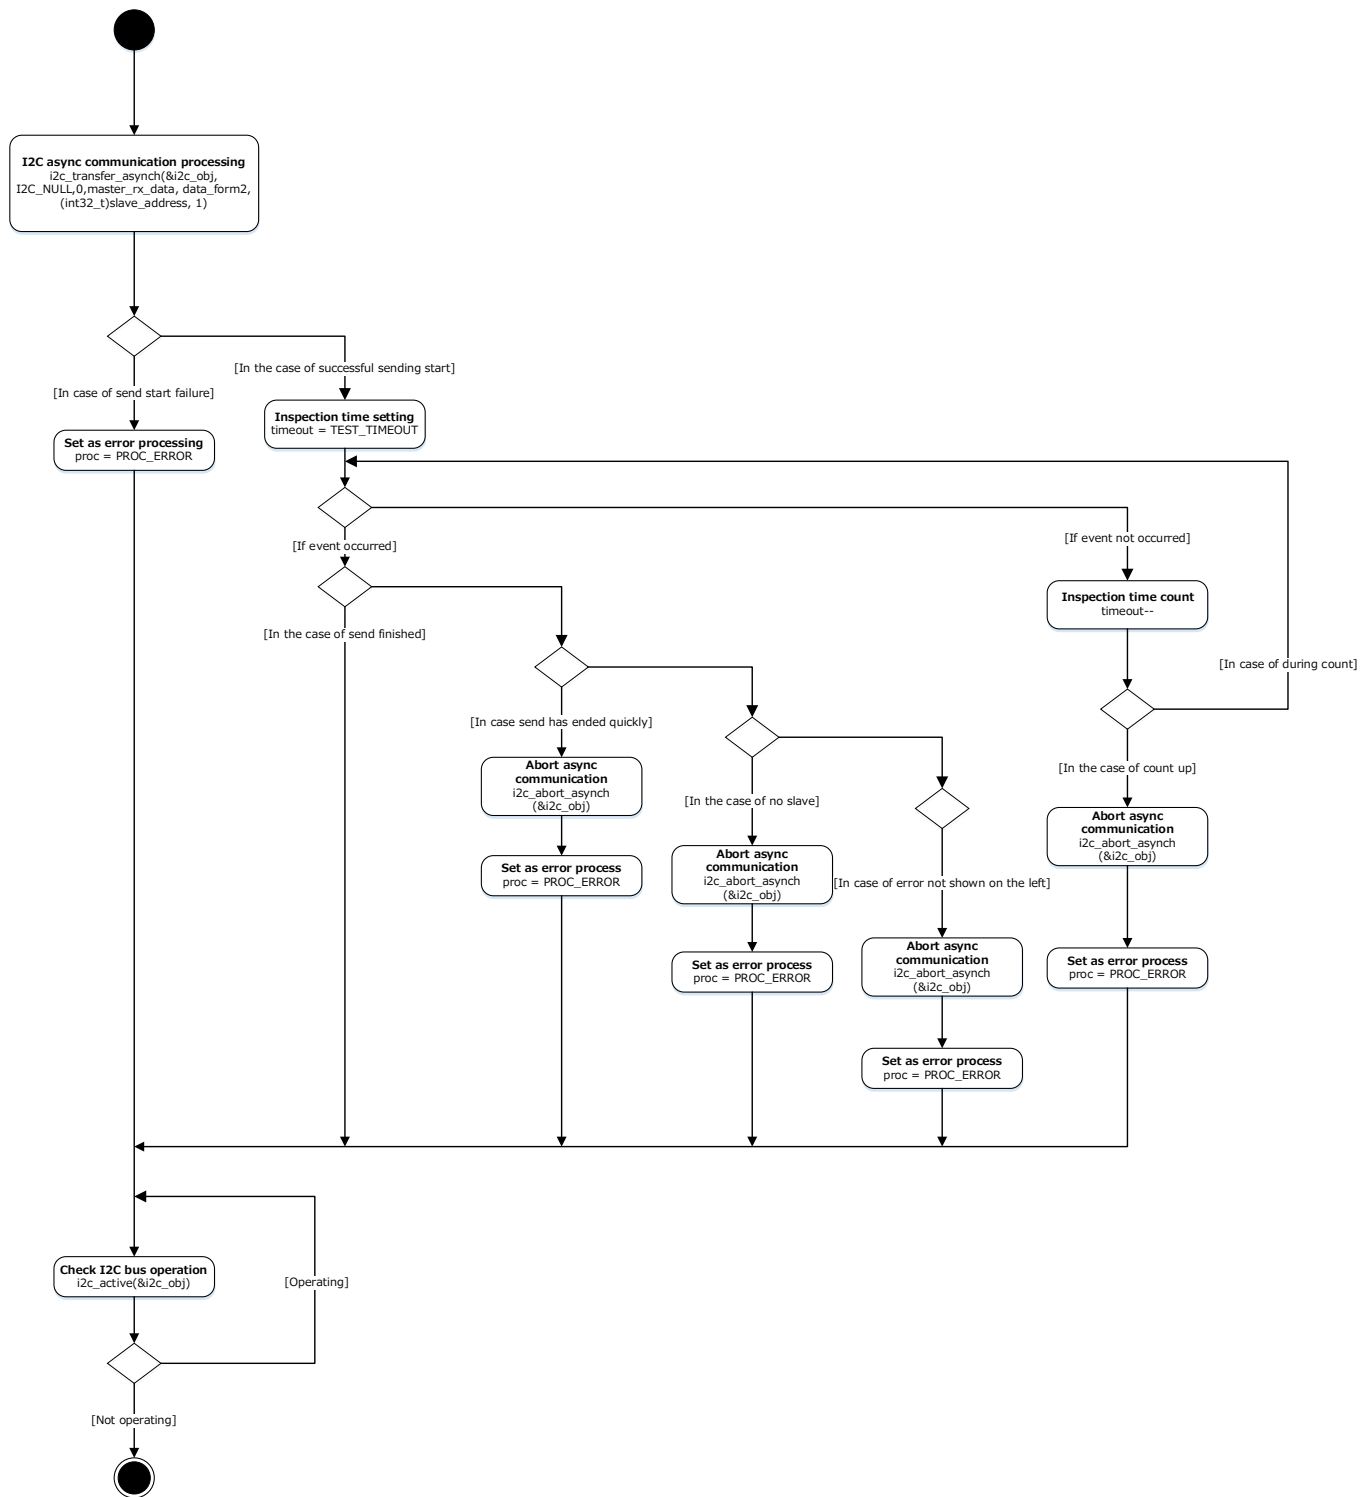 I2C async communication processing
i2c_transfer_asynch(&i2c_obj,
I2C_NULL,0,master_rx_data, data_form2,
(int32_t)slave_address, 1)
[In the case of successful sending start]
[In case of send start failure]
Inspection time setting
timeout = TEST_TIMEOUT
Set as error processing
proc = PROC_ERROR
[If event not occurred]
[If event occurred]
Inspection time count
timeout--
[In the case of send finished]
[In case of during count]
[In case send has ended quickly]
[In the case of count up]
Abort async
communication
i2c_abort_asynch
(&i2c_obj)
[In the case of no slave]
Abort async
communication
i2c_abort_asynch
(&i2c_obj)
Abort async
communication
i2c_abort_asynch
(&i2c_obj)
Set as error process
proc = PROC_ERROR
[In case of error not shown on the left]
Abort async
communication
i2c_abort_asynch
(&i2c_obj)
Set as error process
proc = PROC_ERROR
Set as error process
proc = PROC_ERROR
Set as error process
proc = PROC_ERROR
Check I2C bus operation
i2c_active(&i2c_obj)
[Operating]
[Not operating]